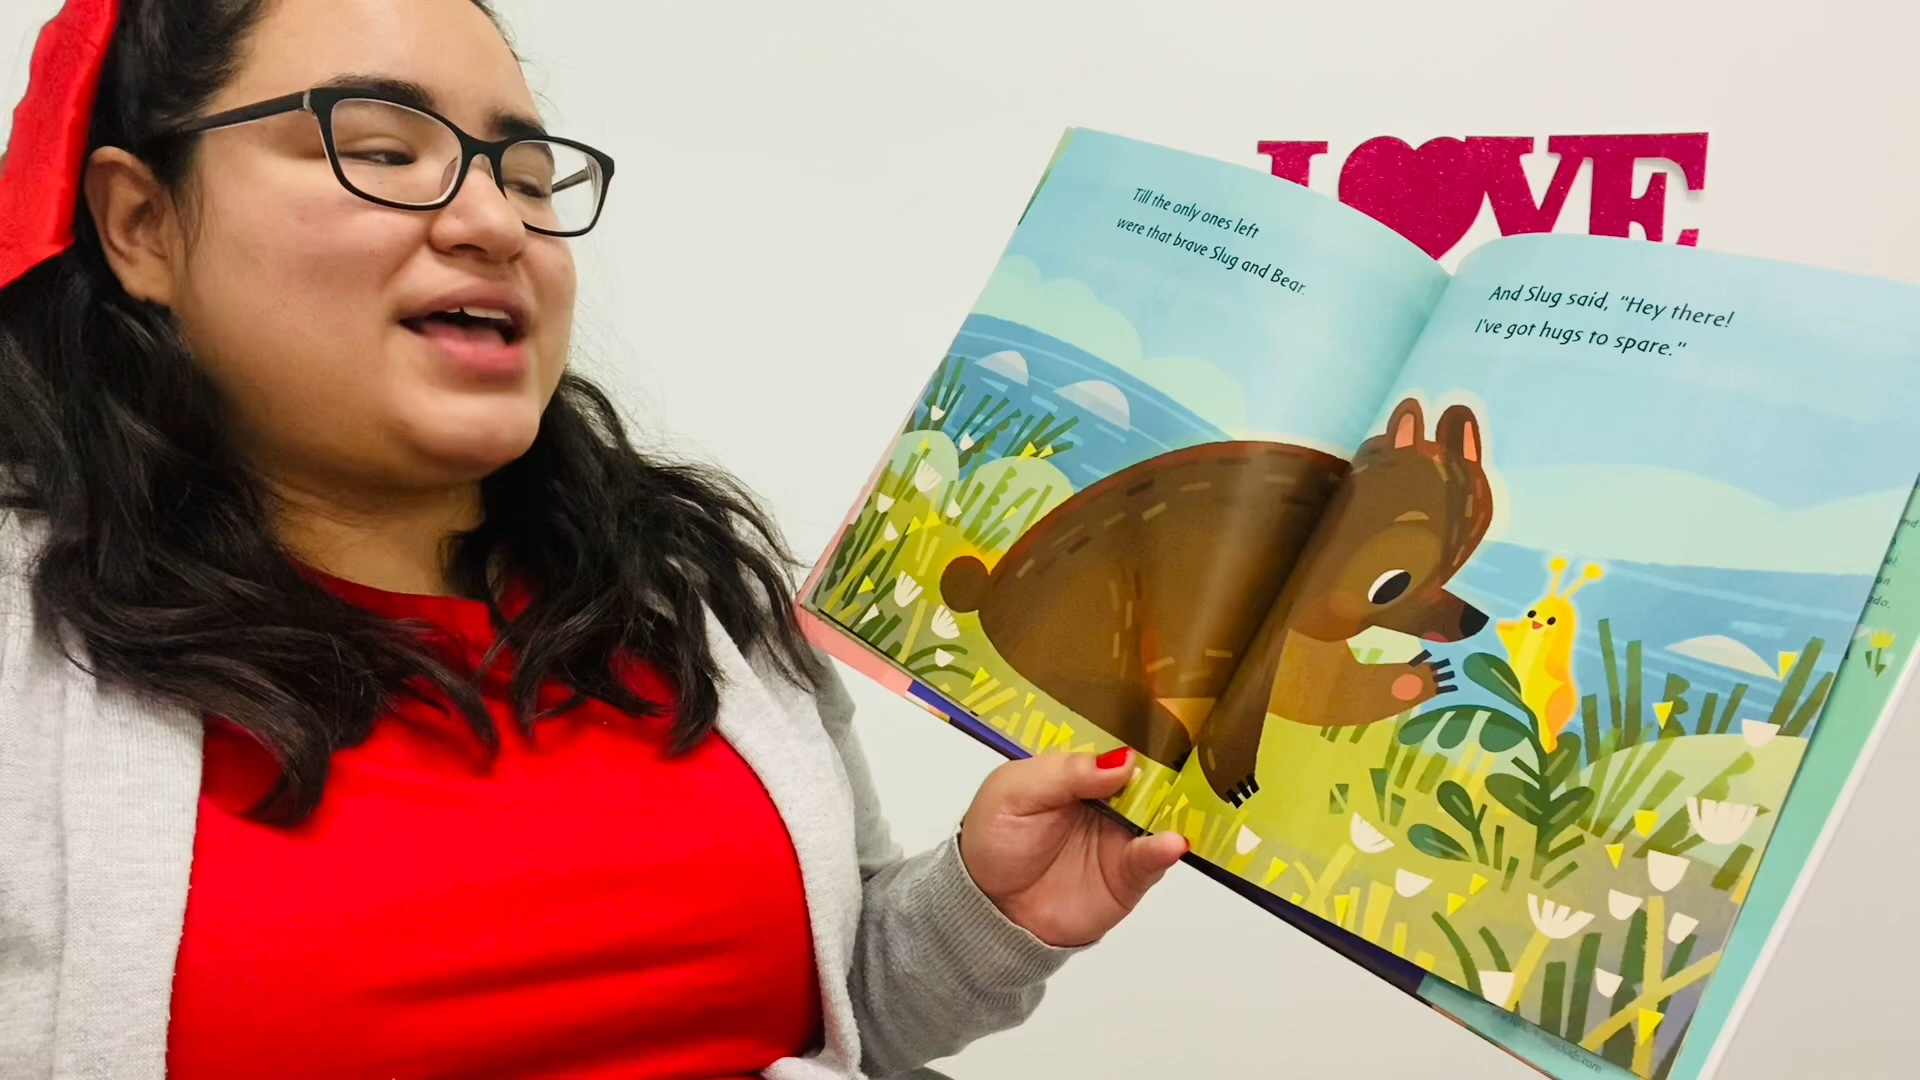 LOVE
Till the only ones left
were that brave Slug and Bear.
And Slug said, "Hey there!
I've got hugs to spare."